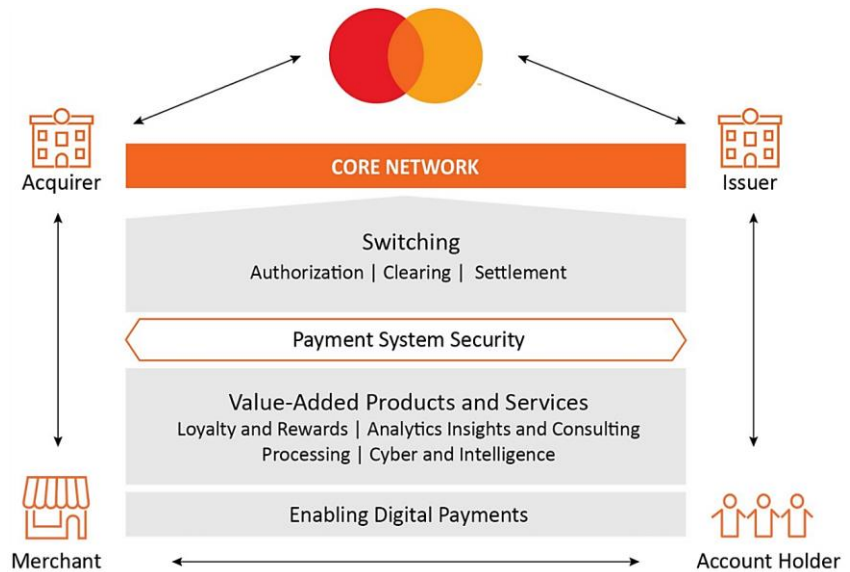 CORE NETWORK
Acquirer
Issuer
Switching
Authorization | Clearing | Settlement
Payment System Security
Value-Added Products and Services
Loyalty and Rewards | Analytics Insights and Consulting
Processing | Cyber and Intelligence
Enabling Digital Payments
Merchant
Account Holder